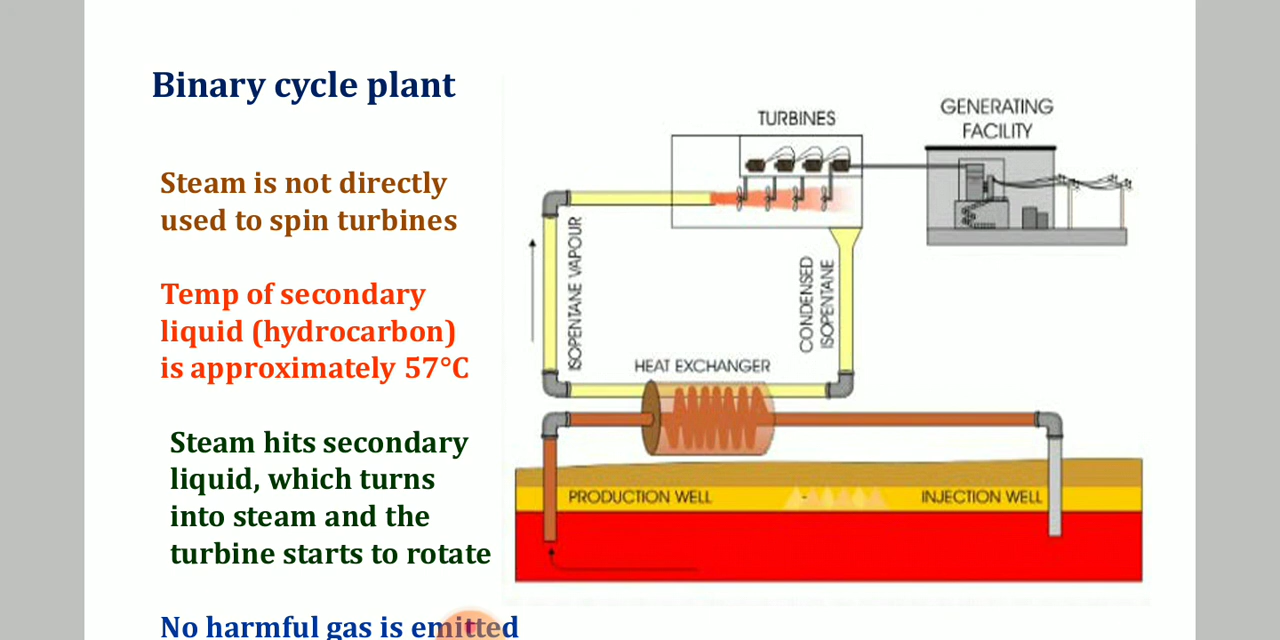 Binary cycle plant
Steam is not directly
used to spin turbines
Temp of secondary
liquid (hydrocarbon)
is approximately 57°C
Steam hits secondary
liquid, which turns
into steam and the
turbine starts to rotate
No harmful gas is emitted
TURBINES
GENERATING
FACILITY
ISOPENTANE VAPOUR
CONDENSED
ISOPENTANE
HEAT EXCHANGER
PRODUCTION WELL
INJECTION WELL